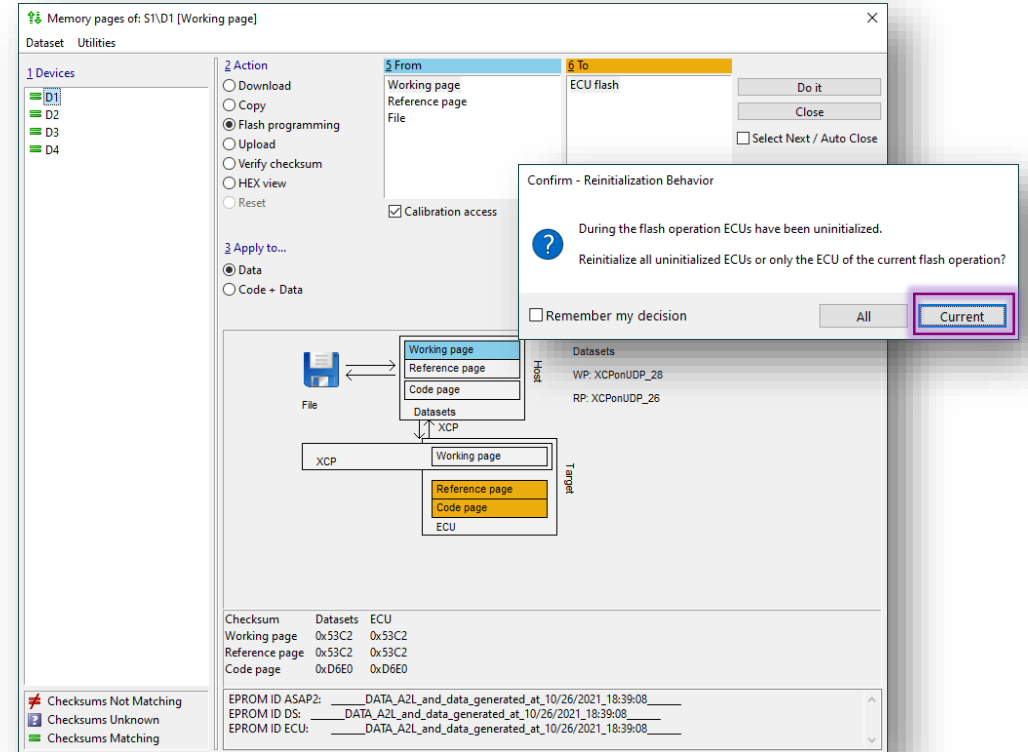 Memory pages of: S1\D1 [Working page]
Dataset Utilities
1 Devices
D1
D2
D3
D4
2 Action
Download
Copy
Flash programming
Upload
Verify checksum
HEX view
Reset
3 Apply to...
Data
Code + Data
5 From
Working page
Reference page
File
Calibration access
6 To
ECU flash
Do it
Close
Select Next / Auto Close
Confirm - Reinitialization Behavior
During the flash operation ECUs have been uninitialized.
Reinitialize all uninitialized ECUs or only the ECU of the current flash operation?
Remember my decision
All
Current
File
Working page
Reference page
Code page
Datasets
Host
XCP
XCP
Working page
Reference page
Code page
ECU
Target
Datasets
WP: XCPonUDP_28
RP: XCPonUDP_26
Checksum Datasets ECU
Working page 0x53C2 0x53C2
Reference page 0x53C2 0x53C2
Code page 0xD6E0 0xD6E0
Checksums Not Matching
Checksums Unknown
Checksums Matching
EPROM ID ASAP2: ______DATA_A2L_and_data_generated_at_10/26/2021_18:39:08______
EPROM ID DS: ______DATA_A2L_and_data_generated_at_10/26/2021_18:39:08______
EPROM ID ECU: ______DATA_A2L_and_data_generated_at_10/26/2021_18:39:08______